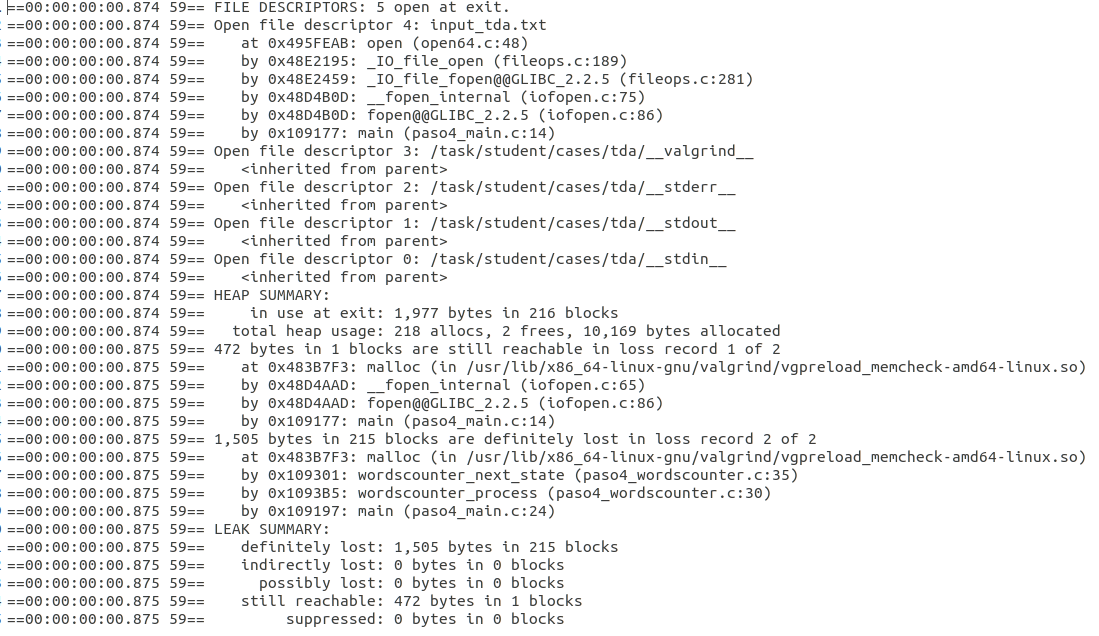 ==00:00:00:00.874 59== FILE DESCRIPTORS: 5 open at exit.
==00:00:00:00.874 59== Open file descriptor 4: input_tda.txt
==00:00:00:00.874 59==    at 0x495FEAB: open (open64.c:48)
==00:00:00:00.874 59==    by 0x48E2195: _IO_file_open (fileops.c:189)
==00:00:00:00.874 59==    by 0x48E2459: _IO_file_fopen@@GLIBC_2.2.5 (fileops.c:281)
==00:00:00:00.874 59==    by 0x48D4B0D: __fopen_internal (iofopen.c:75)
==00:00:00:00.874 59==    by 0x48D4B0D: fopen@@GLIBC_2.2.5 (iofopen.c:86)
==00:00:00:00.874 59==    by 0x109177: main (paso4_main.c:14)
==00:00:00:00.874 59== Open file descriptor 3: /task/student/cases/tda/__valgrind__
==00:00:00:00.874 59==    <inherited from parent>
==00:00:00:00.874 59== Open file descriptor 2: /task/student/cases/tda/__stderr__
==00:00:00:00.874 59==    <inherited from parent>
==00:00:00:00.874 59== Open file descriptor 1: /task/student/cases/tda/__stdout__
==00:00:00:00.874 59==    <inherited from parent>
==00:00:00:00.874 59== Open file descriptor 0: /task/student/cases/tda/__stdin__
==00:00:00:00.874 59==    <inherited from parent>
==00:00:00:00.874 59== HEAP SUMMARY:
==00:00:00:00.874 59==     in use at exit: 1,977 bytes in 216 blocks
==00:00:00:00.874 59==   total heap usage: 218 allocs, 2 frees, 10,169 bytes allocated
==00:00:00:00.875 59== 472 bytes in 1 blocks are still reachable in loss record 1 of 2
==00:00:00:00.875 59==    at 0x483B7F3: malloc (in /usr/lib/x86_64-linux-gnu/valgrind/vgpreload_memcheck-amd64-linux.so)
==00:00:00:00.875 59==    by 0x48D4AAD: __fopen_internal (iofopen.c:65)
==00:00:00:00.875 59==    by 0x48D4AAD: fopen@@GLIBC_2.2.5 (iofopen.c:86)
==00:00:00:00.875 59==    by 0x109177: main (paso4_main.c:14)
==00:00:00:00.875 59== 1,505 bytes in 215 blocks are definitely lost in loss record 2 of 2
==00:00:00:00.875 59==    at 0x483B7F3: malloc (in /usr/lib/x86_64-linux-gnu/valgrind/vgpreload_memcheck-amd64-linux.so)
==00:00:00:00.875 59==    by 0x109301: wordscounter_next_state (paso4_wordscounter.c:35)
==00:00:00:00.875 59==    by 0x1093B5: wordscounter_process (paso4_wordscounter.c:30)
==00:00:00:00.875 59==    by 0x109197: main (paso4_main.c:24)
==00:00:00:00.875 59== LEAK SUMMARY:
==00:00:00:00.875 59==    definitely lost: 1,505 bytes in 215 blocks
==00:00:00:00.875 59==    indirectly lost: 0 bytes in 0 blocks
==00:00:00:00.875 59==      possibly lost: 0 bytes in 0 blocks
==00:00:00:00.875 59==    still reachable: 472 bytes in 1 blocks
==00:00:00:00.875 59==         suppressed: 0 bytes in 0 blocks